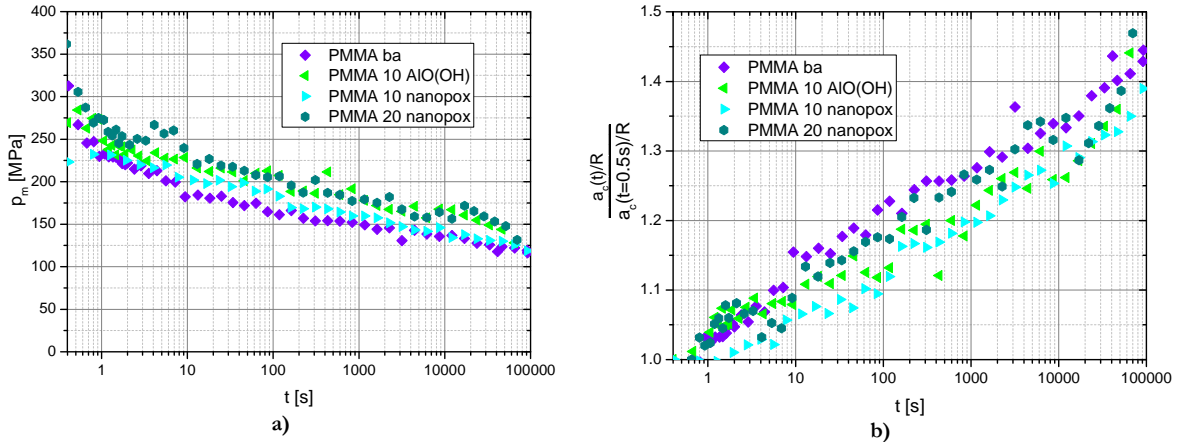 a)
400
350
300
250
200
150
100
50
0
p_m [MPa]
PMMA ba
PMMA 10 AlO(OH)
PMMA 10 nanopox
PMMA 20 nanopox
1
10
100
1000
10000
100000
t [s]
a)
b)
1.5
1.4
1.3
1.2
1.1
1.0
a_c(t)/R
a_c(t=0.5s)/R
PMMA ba
PMMA 10 AlO(OH)
PMMA 10 nanopox
PMMA 20 nanopox
1
10
100
1000
10000
100000
t [s]
b)